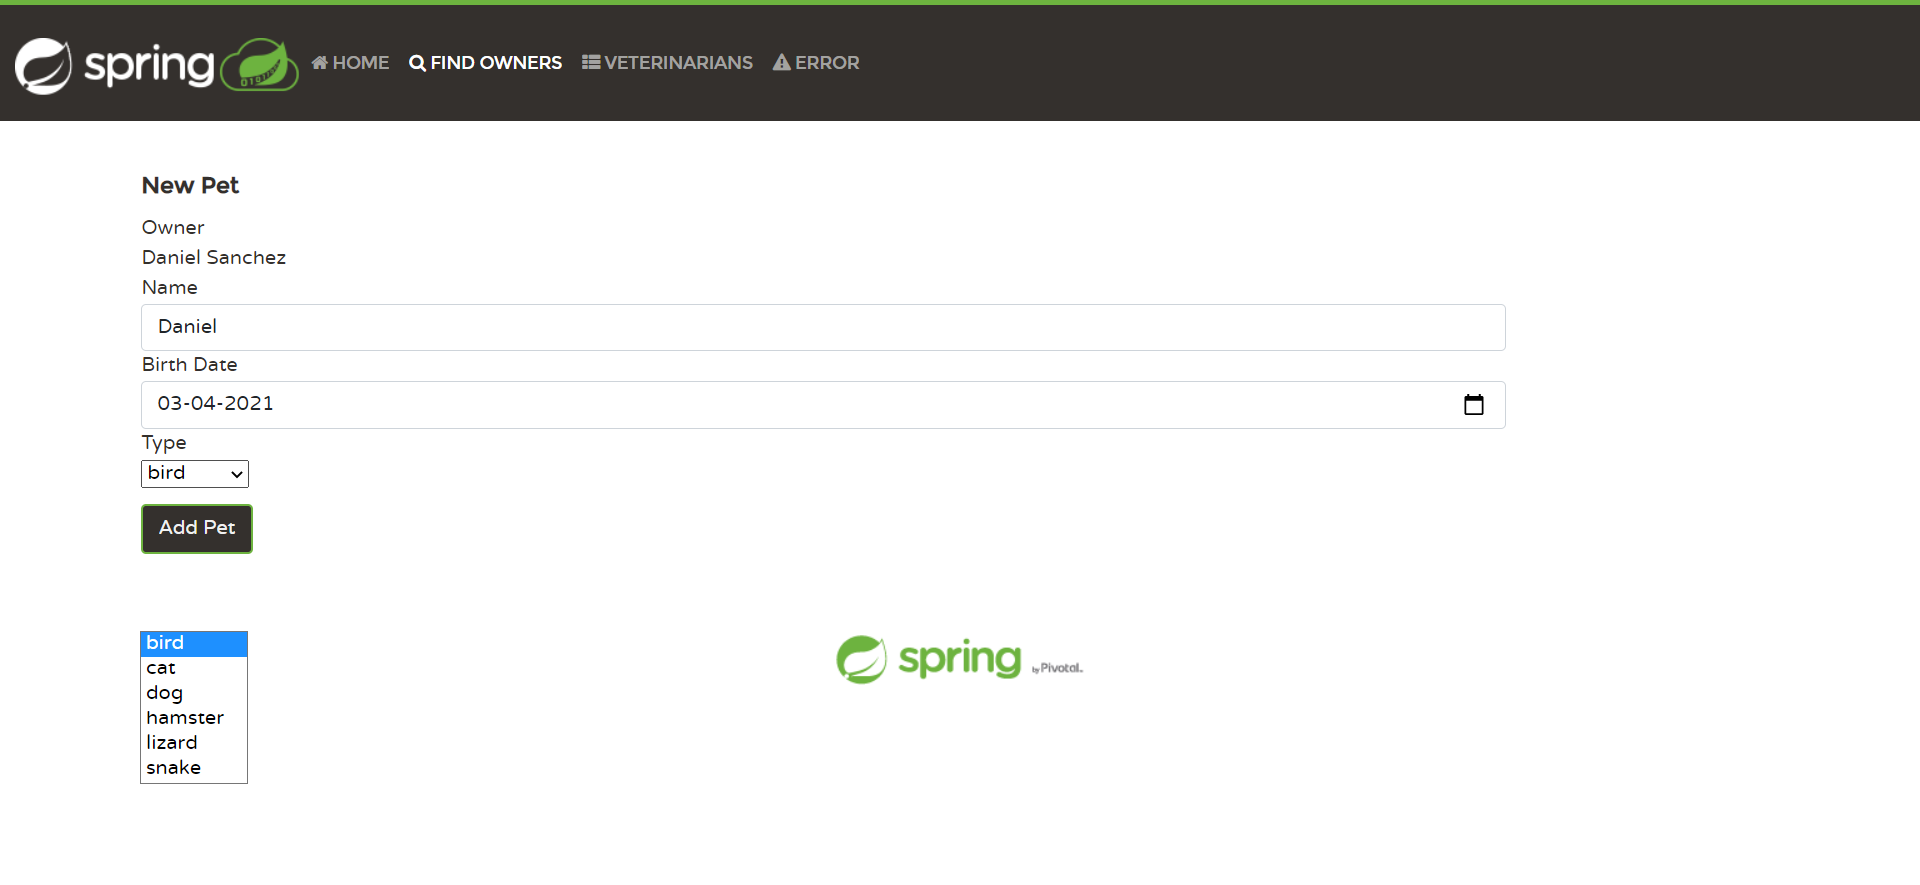 spring HOME FIND OWNERS VETERINARIANS ERROR
New Pet
Owner
Daniel Sanchez
Name
Daniel
Birth Date
03-04-2021
Type
bird
Add Pet
bird
cat
dog
hamster
lizard
snake
spring by Pivotal